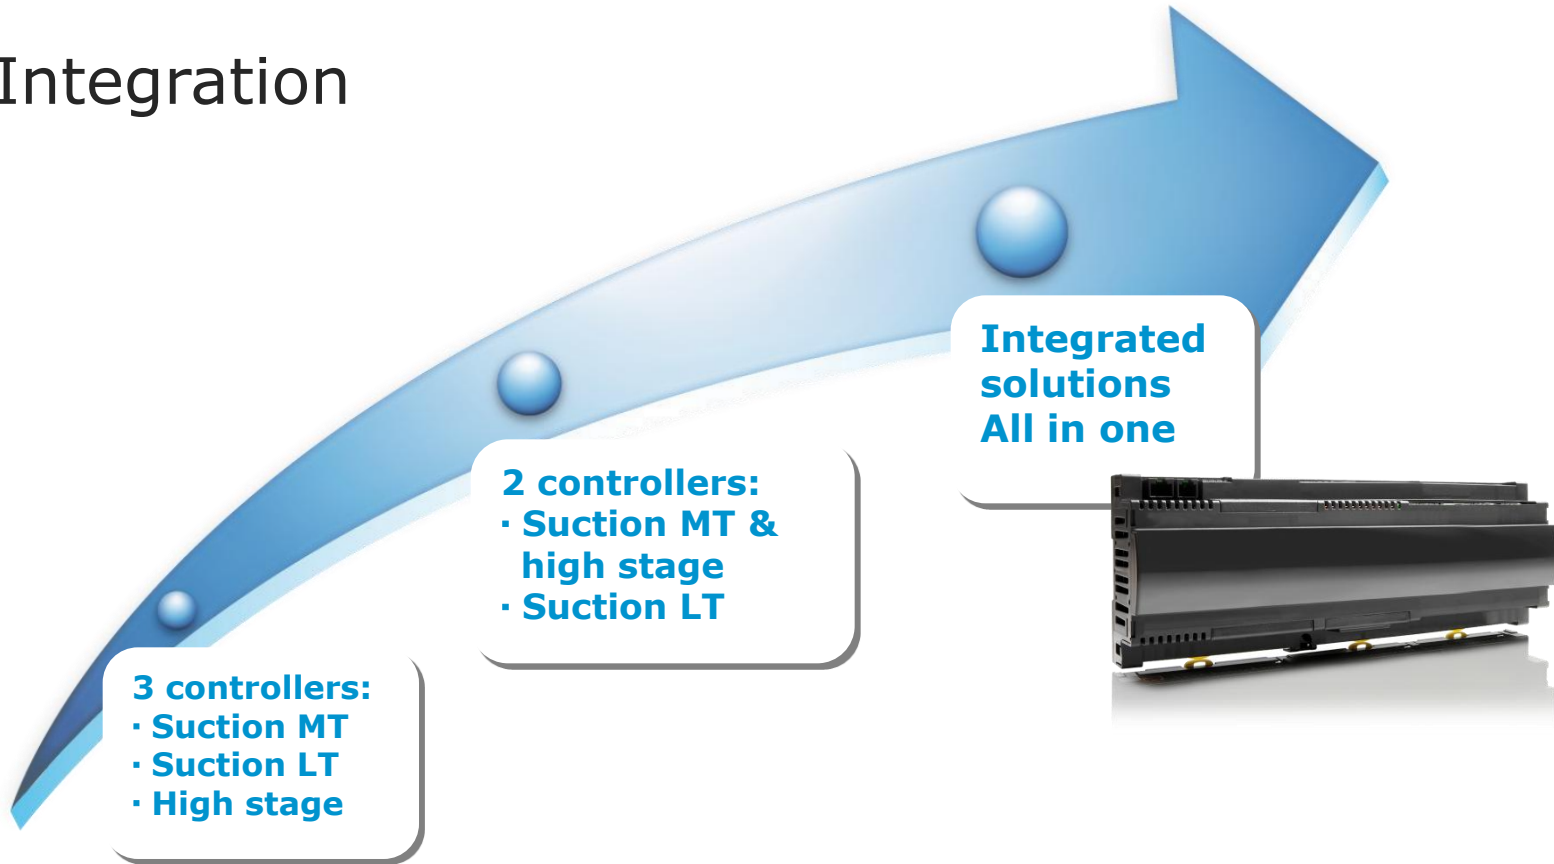 Integration
Integrated
solutions
All in one
2 controllers:
· Suction MT &
high stage
· Suction LT
3 controllers:
· Suction MT
· Suction LT
· High stage